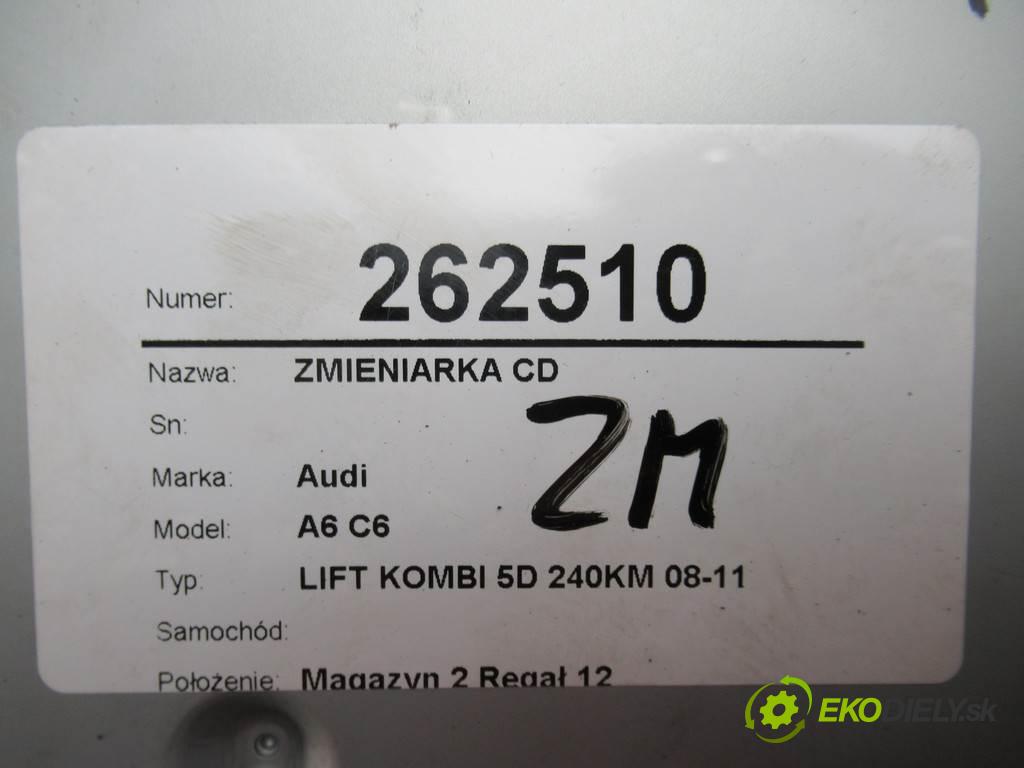 Numer: 262510
Nazwa: ZMIENIARKA CD
Sn:
ZM
Marka: Audi
Model: A6 C6
Typ: LIFT KOMBI 5D 240KM 08-11
Samochód:
Położenie: Magazyn 2 Regał 12
EKODIELY.sk